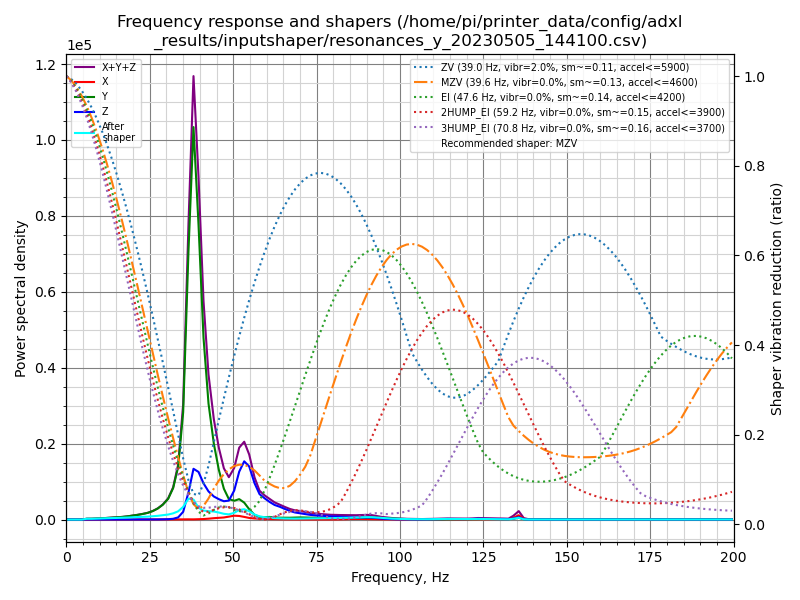 Frequency response and shapers (/home/pi/printer_data/config/adxl
_results/inputshaper/resonances_y_20230505_144100.csv)
1e5
X+Y+Z
X
Y
Z
After
shaper
ZV (39.0 Hz, vibr=2.0%, sm~=0.11, accel<=5900)
MZV (39.6 Hz, vibr=0.0%, sm~=0.13, accel<=4600)
EI (47.6 Hz, vibr=0.0%, sm~=0.14, accel<=4200)
2HUMP_EI (59.2 Hz, vibr=0.0%, sm~=0.15, accel<=3900)
3HUMP_EI (70.8 Hz, vibr=0.0%, sm~=0.16, accel<=3700)
Recommended shaper: MZV
1.2
1.0
0.8
0.6
0.4
0.2
0.0
Power spectral density
1.0
0.8
0.6
0.4
0.2
0.0
Shaper vibration reduction (ratio)
0 25 50 75 100 125 150 175 200
Frequency, Hz